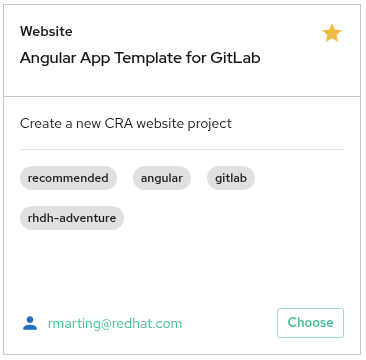 Website
Angular App Template for GitLab
Create a new CRA website project
recommended angular gitlab
rhdh-adventure
rmarting@redhat.com Choose